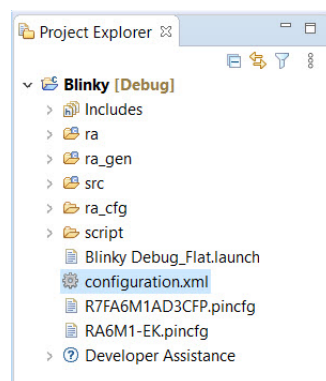 Project Explorer
Blinky [Debug]
Includes
ra
ra_gen
src
ra_cfg
script
Blinky Debug_Flat.launch
configuration.xml
R7FA6M1AD3CFP.pincfg
RA6M1-EK.pincfg
Developer Assistance